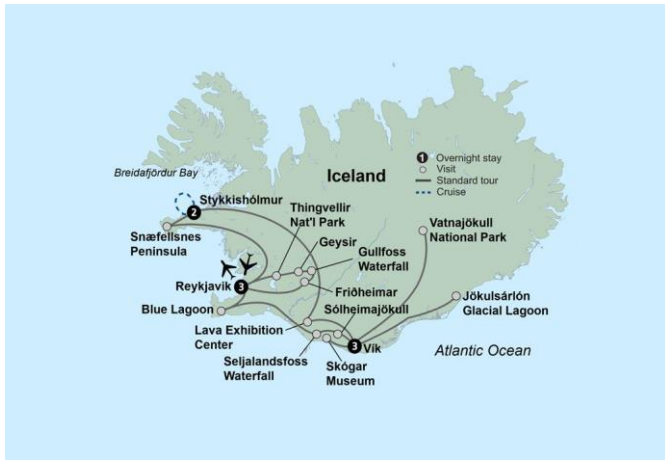 Breidafjördur Bay
2
Stykkishólmur
Snæfellsnes
Peninsula
Iceland
1 Overnight stay
Visit
Standard tour
Cruise
Thingvellir
Nat'l Park
Geysir
Gullfoss
Waterfall
Vatnajökull
National Park
Reykjavik
3
Friðheimar
Blue Lagoon
Sólheimajökull
Jökulsárlón
Glacial Lagoon
Lava Exhibition
Center
Seljalandsfoss
Waterfall
Skógar
Museum
3
Vík
Atlantic Ocean